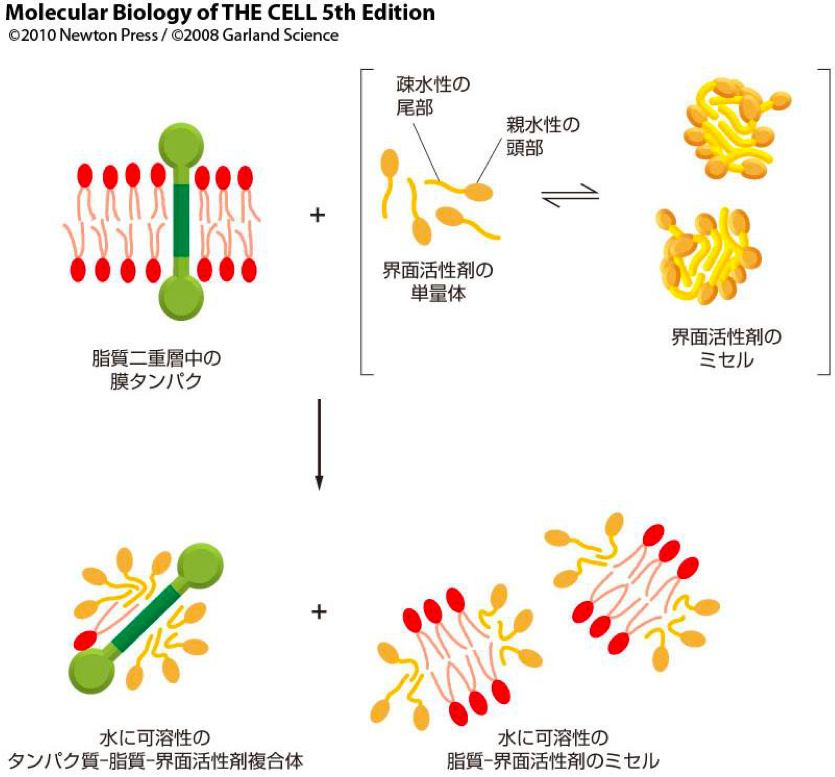 Molecular Biology of THE CELL 5th Edition
©2010 Newton Press / ©2008 Garland Science
疎水性の
尾部
親水性の
頭部
+
界面活性剤の
単量体
界面活性剤の
ミセル
脂質二重層中の
膜タンパク
+
水に可溶性の
タンパク質−脂質−界面活性剤複合体
水に可溶性の
脂質−界面活性剤のミセル